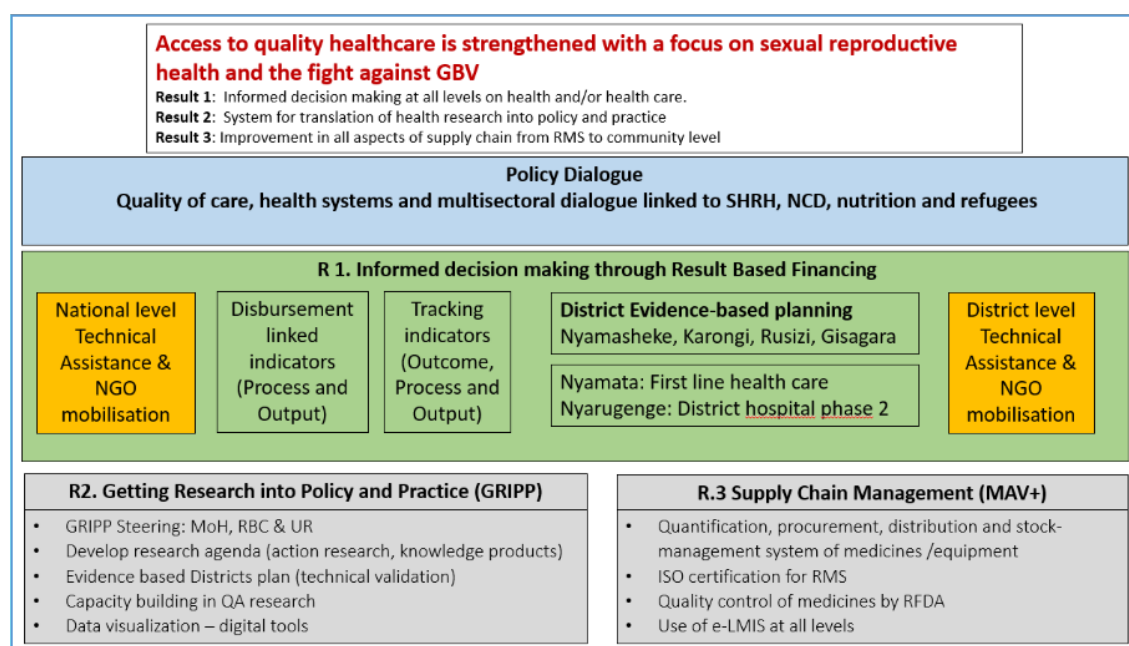 Access to quality healthcare is strengthened with a focus on sexual reproductive
health and the fight against GBV
Result 1: Informed decision making at all levels on health and/or health care.
Result 2: System for translation of health research into policy and practice
Result 3: Improvement in all aspects of supply chain from RMS to community level
Policy Dialogue
Quality of care, health systems and multisectoral dialogue linked to SHRH, NCD, nutrition and refugees
R 1. Informed decision making through Result Based Financing
National level
Technical
Assistance &
NGO
mobilisation
Disbursement
linked
indicators
(Process and
Output)
Tracking
indicators
(Outcome,
Process and
Output)
District Evidence-based planning
Nyamasheke, Karongi, Rusizi, Gisagara
Nyamata: First line health care
Nyarugenge: District hospital phase 2
District level
Technical
Assistance &
NGO
mobilisation
R2. Getting Research into Policy and Practice (GRIPP)
• GRIPP Steering: MoH, RBC & UR
• Develop research agenda (action research, knowledge products)
• Evidence based Districts plan (technical validation)
• Capacity building in QA research
• Data visualization – digital tools
R.3 Supply Chain Management (MAV+)
• Quantification, procurement, distribution and stock-
management system of medicines /equipment
• ISO certification for RMS
• Quality control of medicines by RFDA
• Use of e-LMIS at all levels